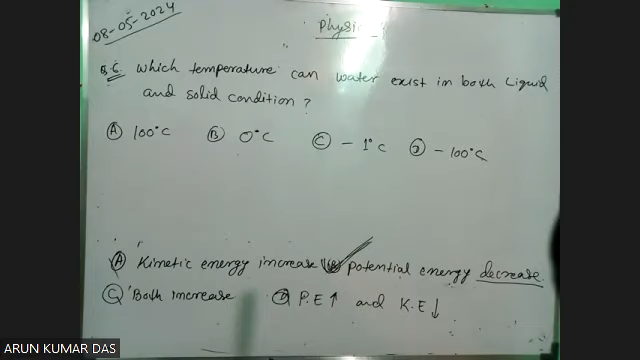 08-05-2024
Physic
Q.6. Which temperature can water exist in both Liquid
and solid condition ?
(A) 100°C (B) 0°C (C) - 1°C (D) - 100°C
(A) Kinetic energy increase (B) potential energy decrease
(C) Both increase (D) P.E ↑ and K.E ↓
ARUN KUMAR DAS